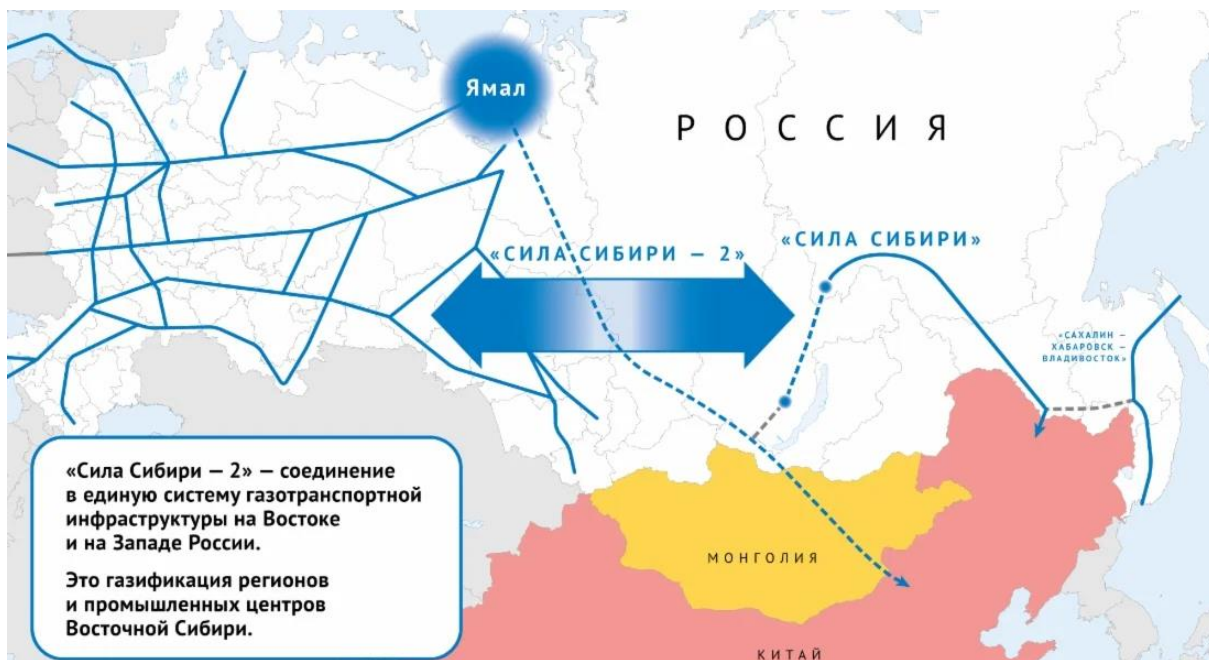 Ямал
РОССИЯ
«СИЛА СИБИРИ — 2»
«СИЛА СИБИРИ»
«САХАЛИН —
ХАБАРОВСК —
ВЛАДИВОСТОК»
«Сила Сибири — 2» — соединение
в единую систему газотранспортной
инфраструктуры на Востоке
и на Западе России.
Это газификация регионов
и промышленных центров
Восточной Сибири.
МОНГОЛИЯ
КИТАЙ